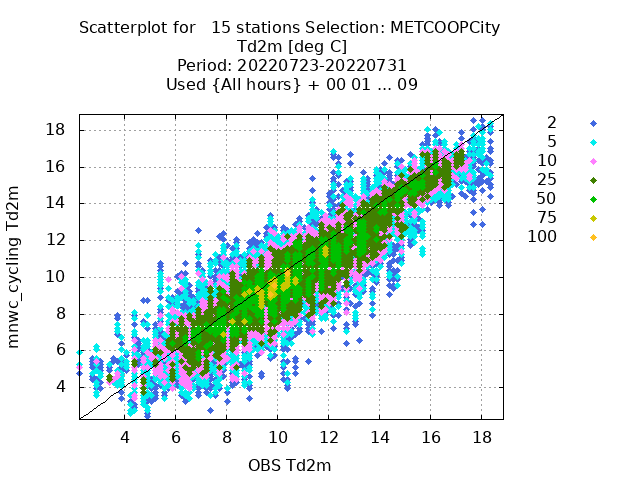 Scatterplot for   15 stations Selection: METCOOPCity
Td2m [deg C]
Period: 20220723-20220731
Used {All hours} + 00 01 ... 09
mnwc_cycling Td2m
18
16
14
12
10
8
6
4
4 6 8 10 12 14 16 18
OBS Td2m
2
5
10
25
50
75
100